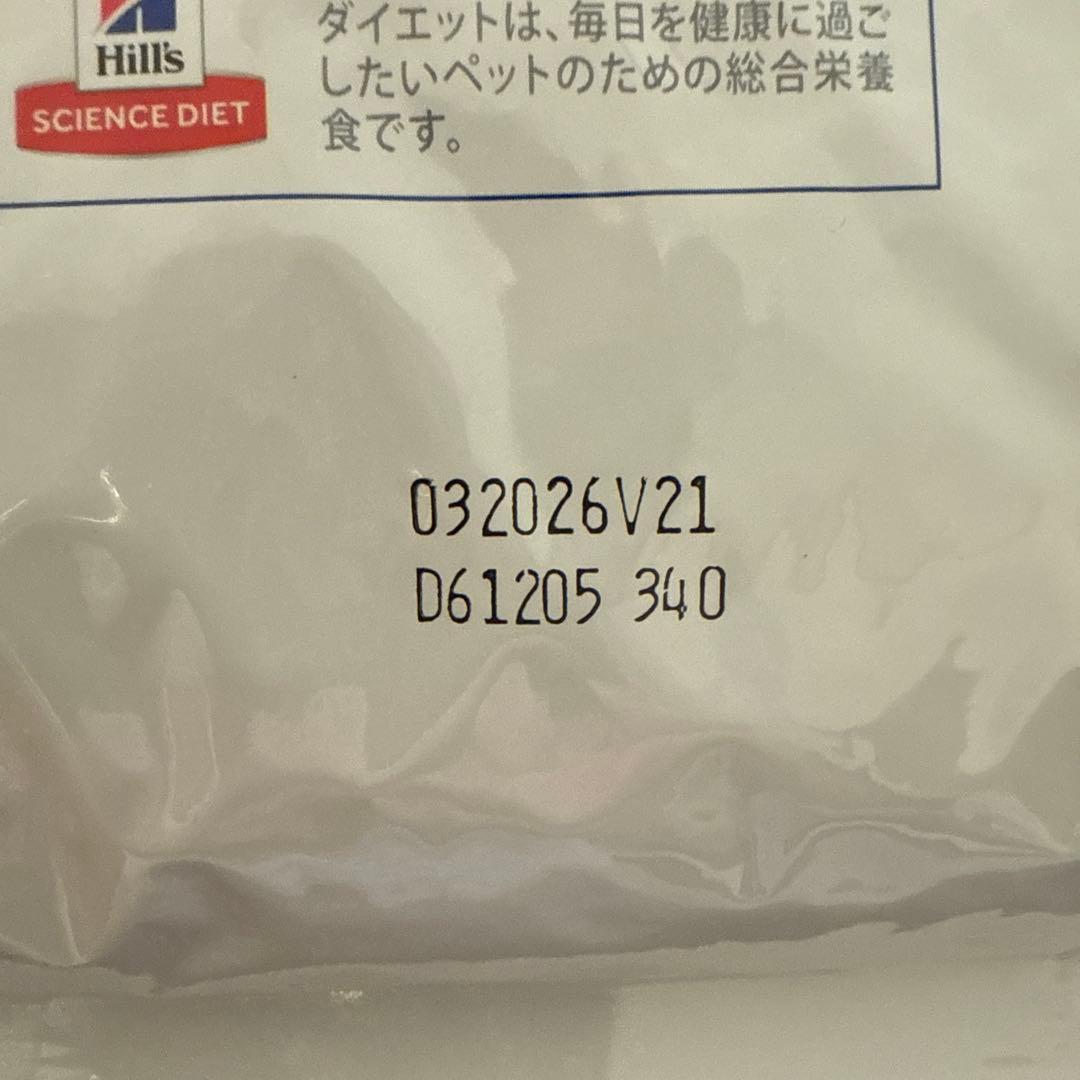 Hill's
SCIENCE DIET
ダイエットは、毎日を健康に過ご
したいペットのための総合栄養
食です。
032026V21
D61205 340